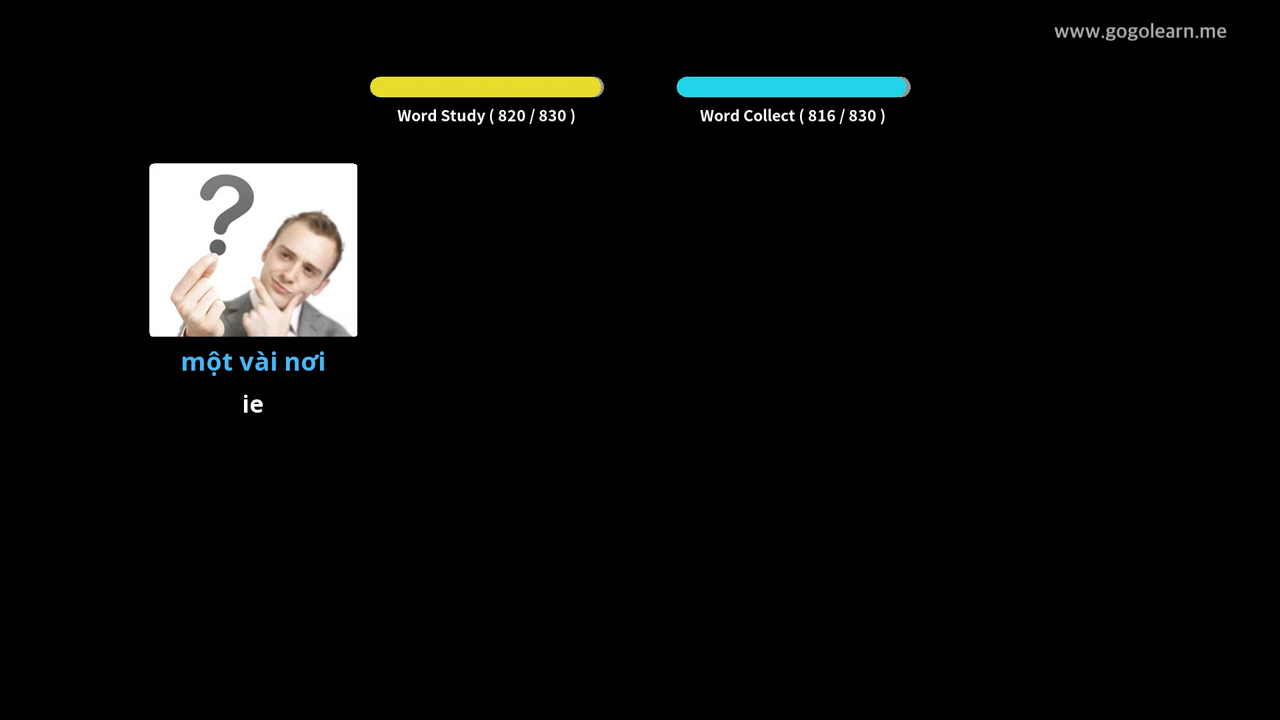 www.gogolearn.me
Word Study ( 820 / 830 )
Word Collect ( 816 / 830 )
?
một vài nơi
ie